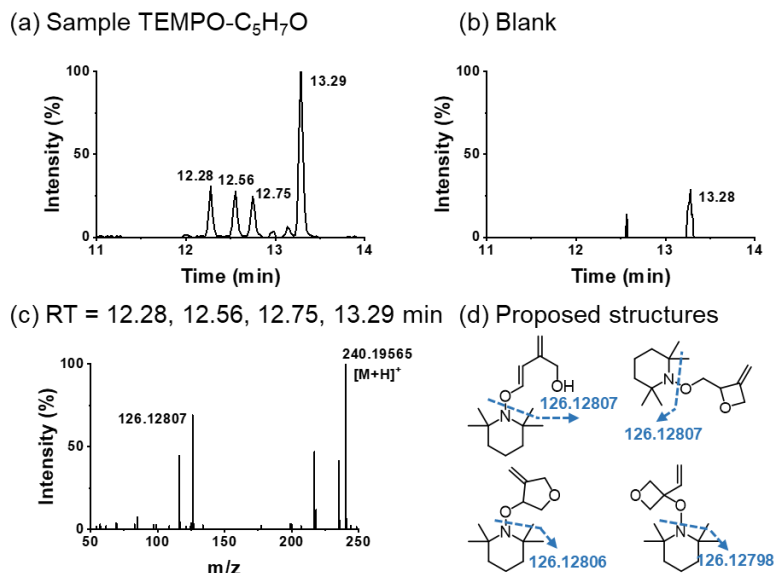 (a) Sample TEMPO-C₅H₇O
(b) Blank
Intensity (%)
100
50
0
12.28
12.56
12.75
13.29
11
12
13
14
Time (min)
Intensity (%)
100
50
0
13.28
11
12
13
14
Time (min)
(c) RT = 12.28, 12.56, 12.75, 13.29 min
(d) Proposed structures
Intensity (%)
100
50
0
126.12807
240.19565
[M+H]⁺
50
100
150
200
250
m/z
O
N
OH
126.12807
N
O
O
126.12807
O
O
N
126.12806
O
O
N
126.12798